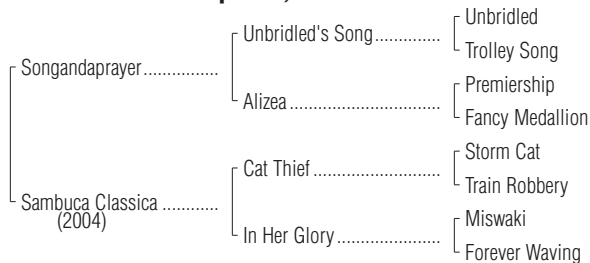 Unbridled
Unbridled's Song..............
Trolley Song
Songandaprayer................
Premiership
Alizea................................
Fancy Medallion
Storm Cat
Cat Thief ...........................
Train Robbery
Sambuca Classica ............
(2004)
Miswaki
In Her Glory......................
Forever Waving